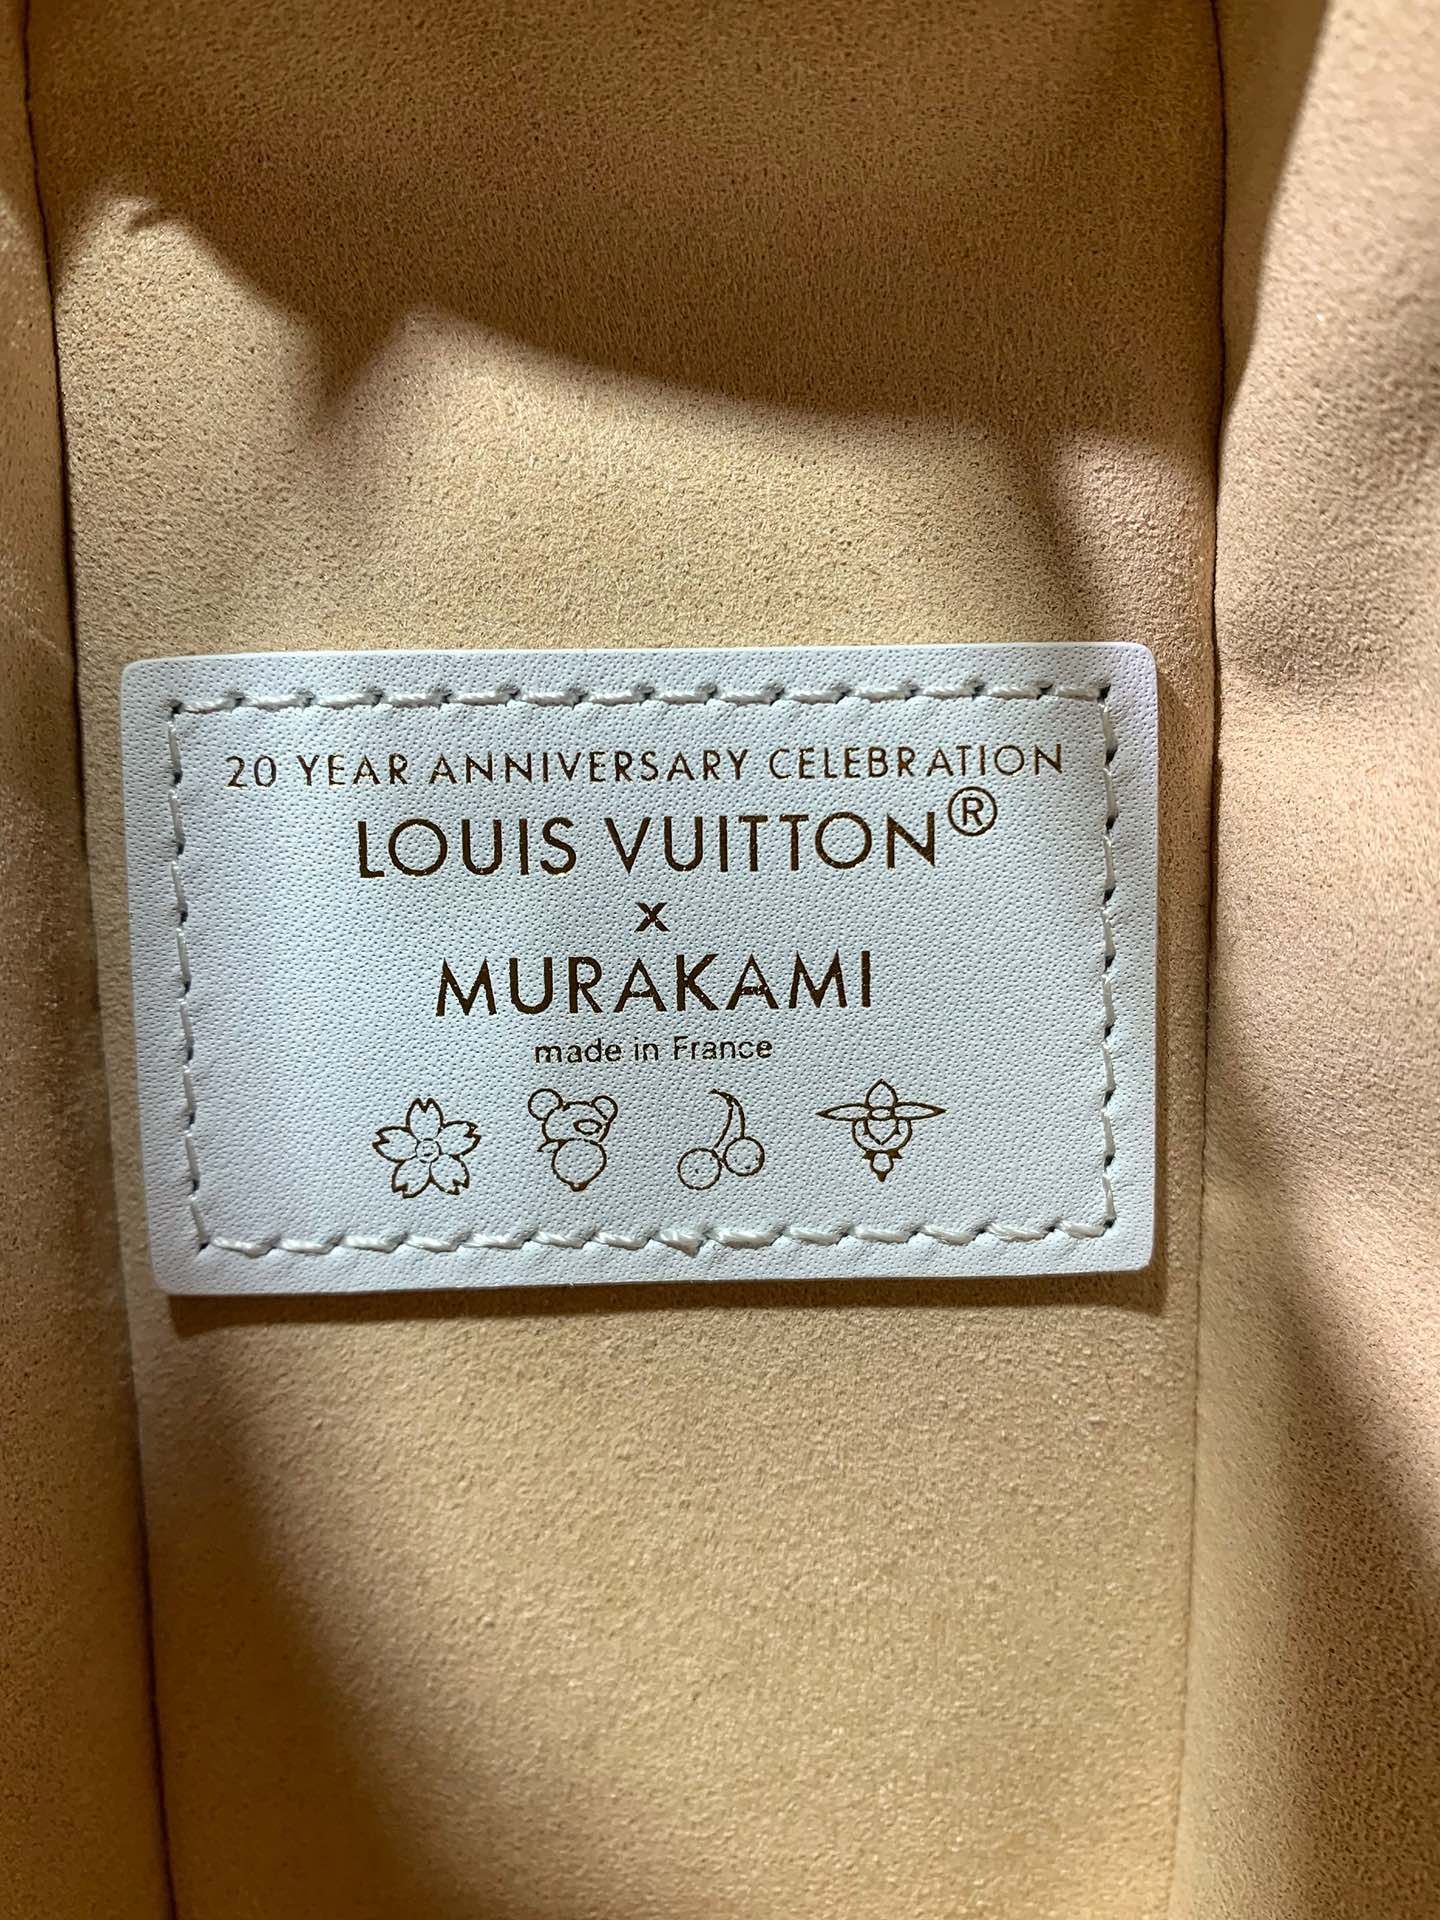 20 YEAR ANNIVERSARY CELEBRATION
LOUIS VUITTON®
x
MURAKAMI
made in France